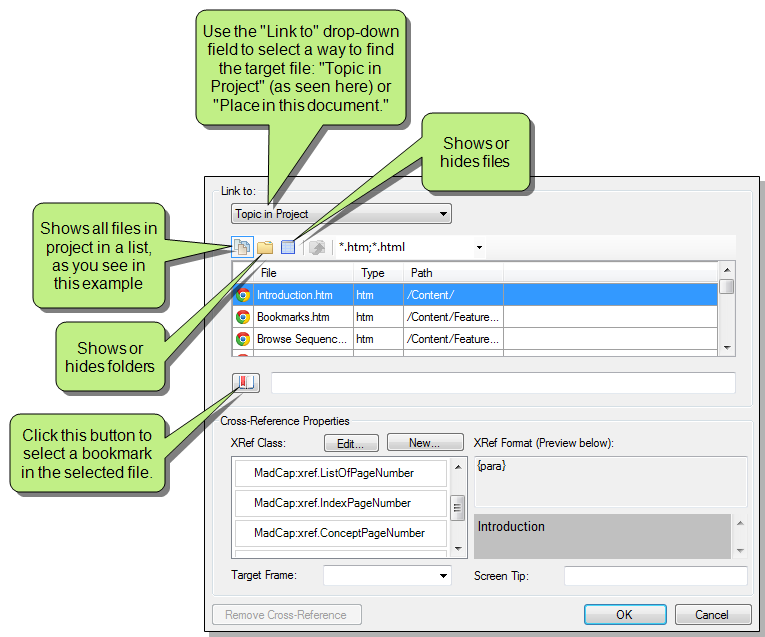 Use the "Link to" drop-down
field to select a way to find
the target file: "Topic in
Project" (as seen here) or
"Place in this document."
Shows or
hides files
Shows all files in
project in a list,
as you see in
this example
Shows or
hides folders
Click this button to
select a bookmark
in the selected file.
Link to:
Topic in Project
*.htm;*.html
File Type Path
Introduction.htm htm /Content/
Bookmarks.htm htm /Content/Feature...
Browse Sequenc... htm /Content/Feature...
Cross-Reference Properties
XRef Class: Edit... New... XRef Format (Preview below):
MadCap:xref.ListOfPageNumber {para}
MadCap:xref.IndexPageNumber
MadCap:xref.ConceptPageNumber Introduction
Target Frame: Screen Tip:
Remove Cross-Reference OK Cancel